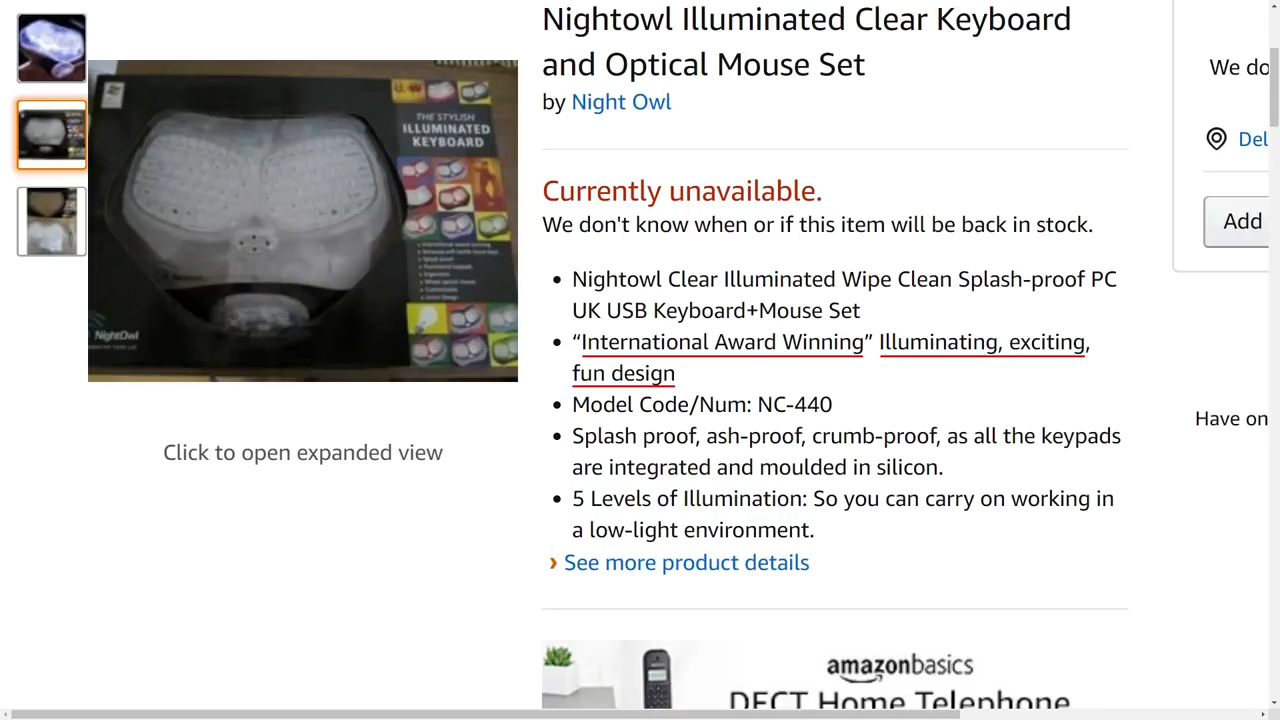 Nightowl Illuminated Clear Keyboard
and Optical Mouse Set
by Night Owl
THE STYLISH
ILLUMINATED
KEYBOARD
NightOwl
Click to open expanded view
Currently unavailable.
We don't know when or if this item will be back in stock.
• Nightowl Clear Illuminated Wipe Clean Splash-proof PC
UK USB Keyboard+Mouse Set
• “International Award Winning” Illuminating, exciting,
fun design
• Model Code/Num: NC-440
• Splash proof, ash-proof, crumb-proof, as all the keypads
are integrated and moulded in silicon.
• 5 Levels of Illumination: So you can carry on working in
a low-light environment.
› See more product details
amazonbasics
DECT Home Telephone
We do
Del
Add
Have on